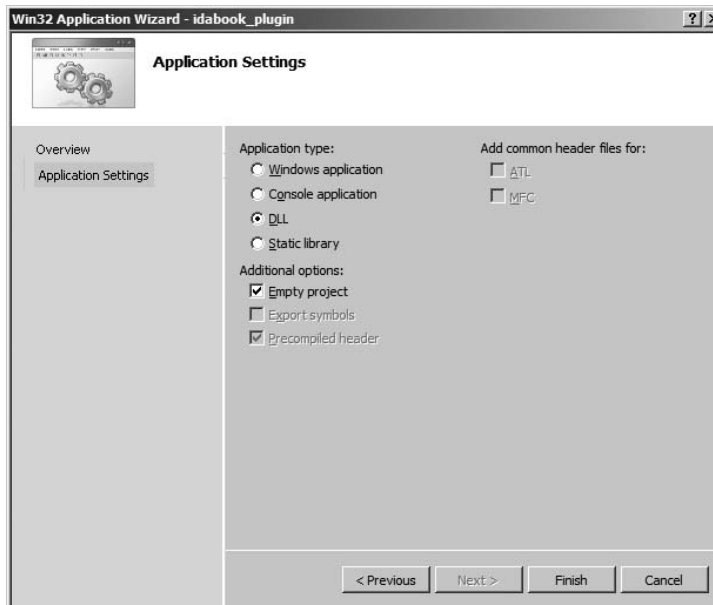 Win32 Application Wizard - idabook_plugin
Application Settings
Overview
Application Settings
Application type:
Windows application
Console application
DLL
Static library
Additional options:
Empty project
Export symbols
Precompiled header
Add common header files for:
ATL
MFC
< Previous
Next >
Finish
Cancel